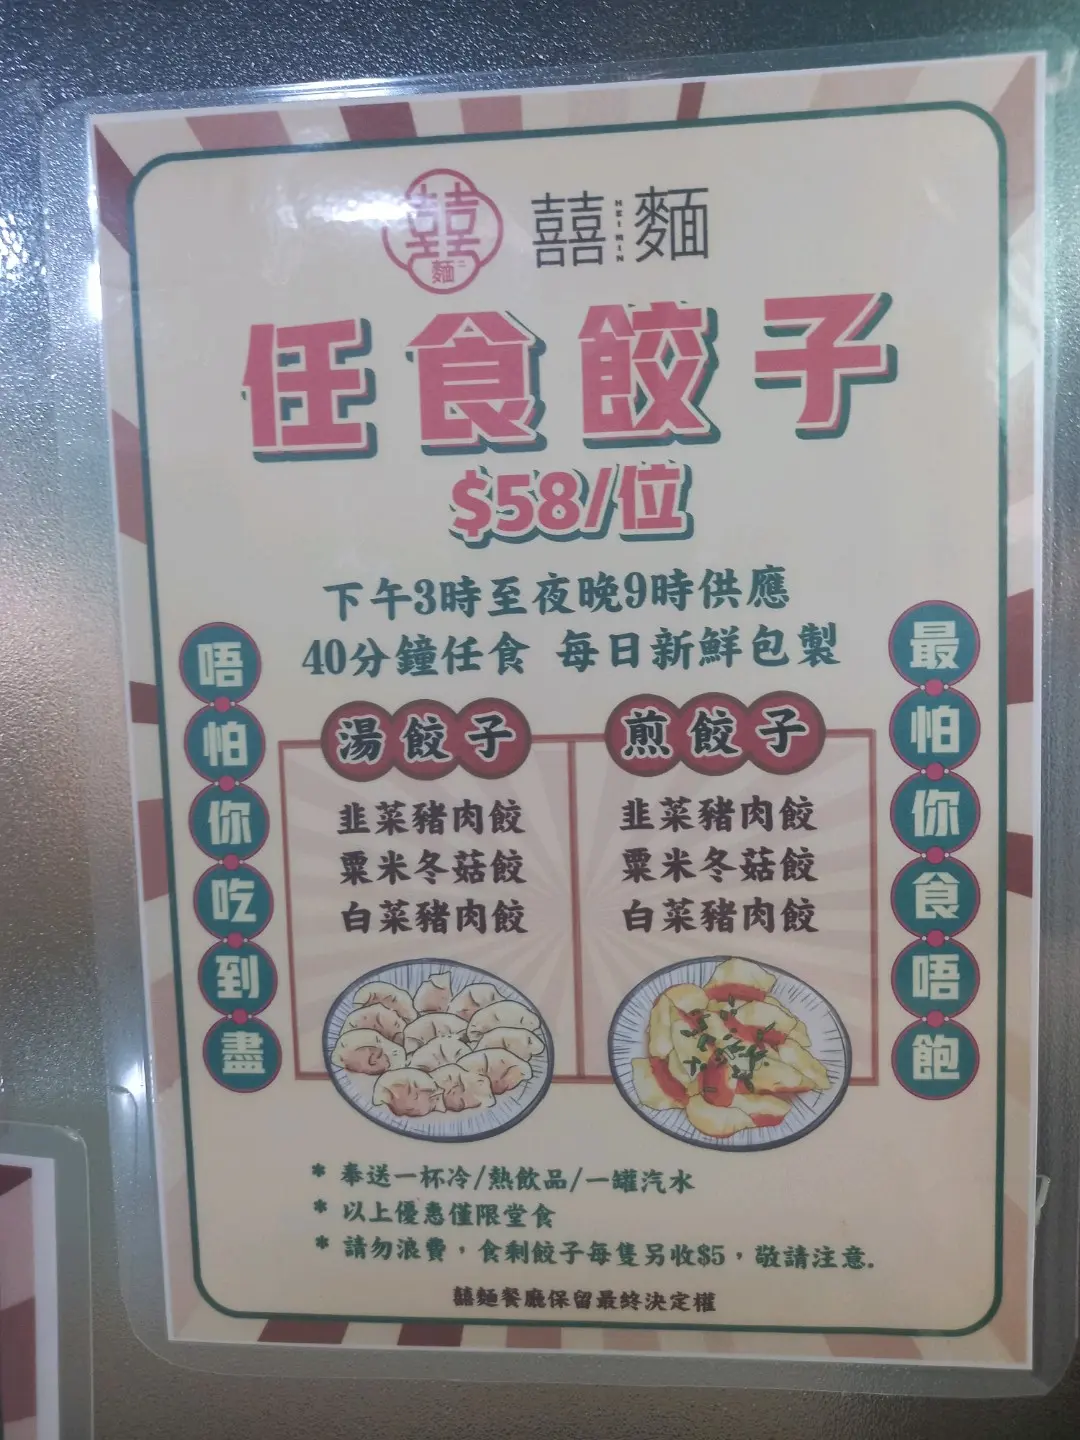 囍麵
囍 HEI MIN 麵
任食餃子
$58/位
下午3時至夜晚9時供應
40分鐘任食 每日新鮮包製
唔怕你吃到盡
最怕你食唔飽
湯餃子
韭菜豬肉餃
粟米冬菇餃
白菜豬肉餃
煎餃子
韭菜豬肉餃
粟米冬菇餃
白菜豬肉餃
* 奉送一杯冷/熱飲品/一罐汽水
* 以上優惠僅限堂食
* 請勿浪費，食剩餃子每隻另收$5，敬請注意.
囍麵餐廳保留最終決定權